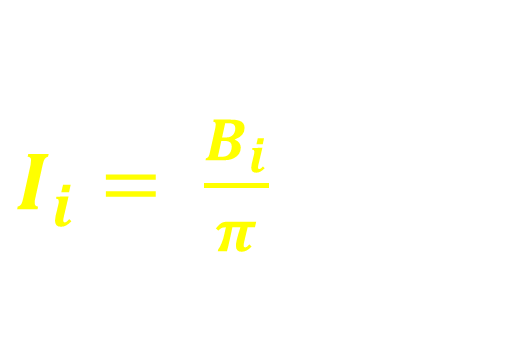 I_i = B_i / π